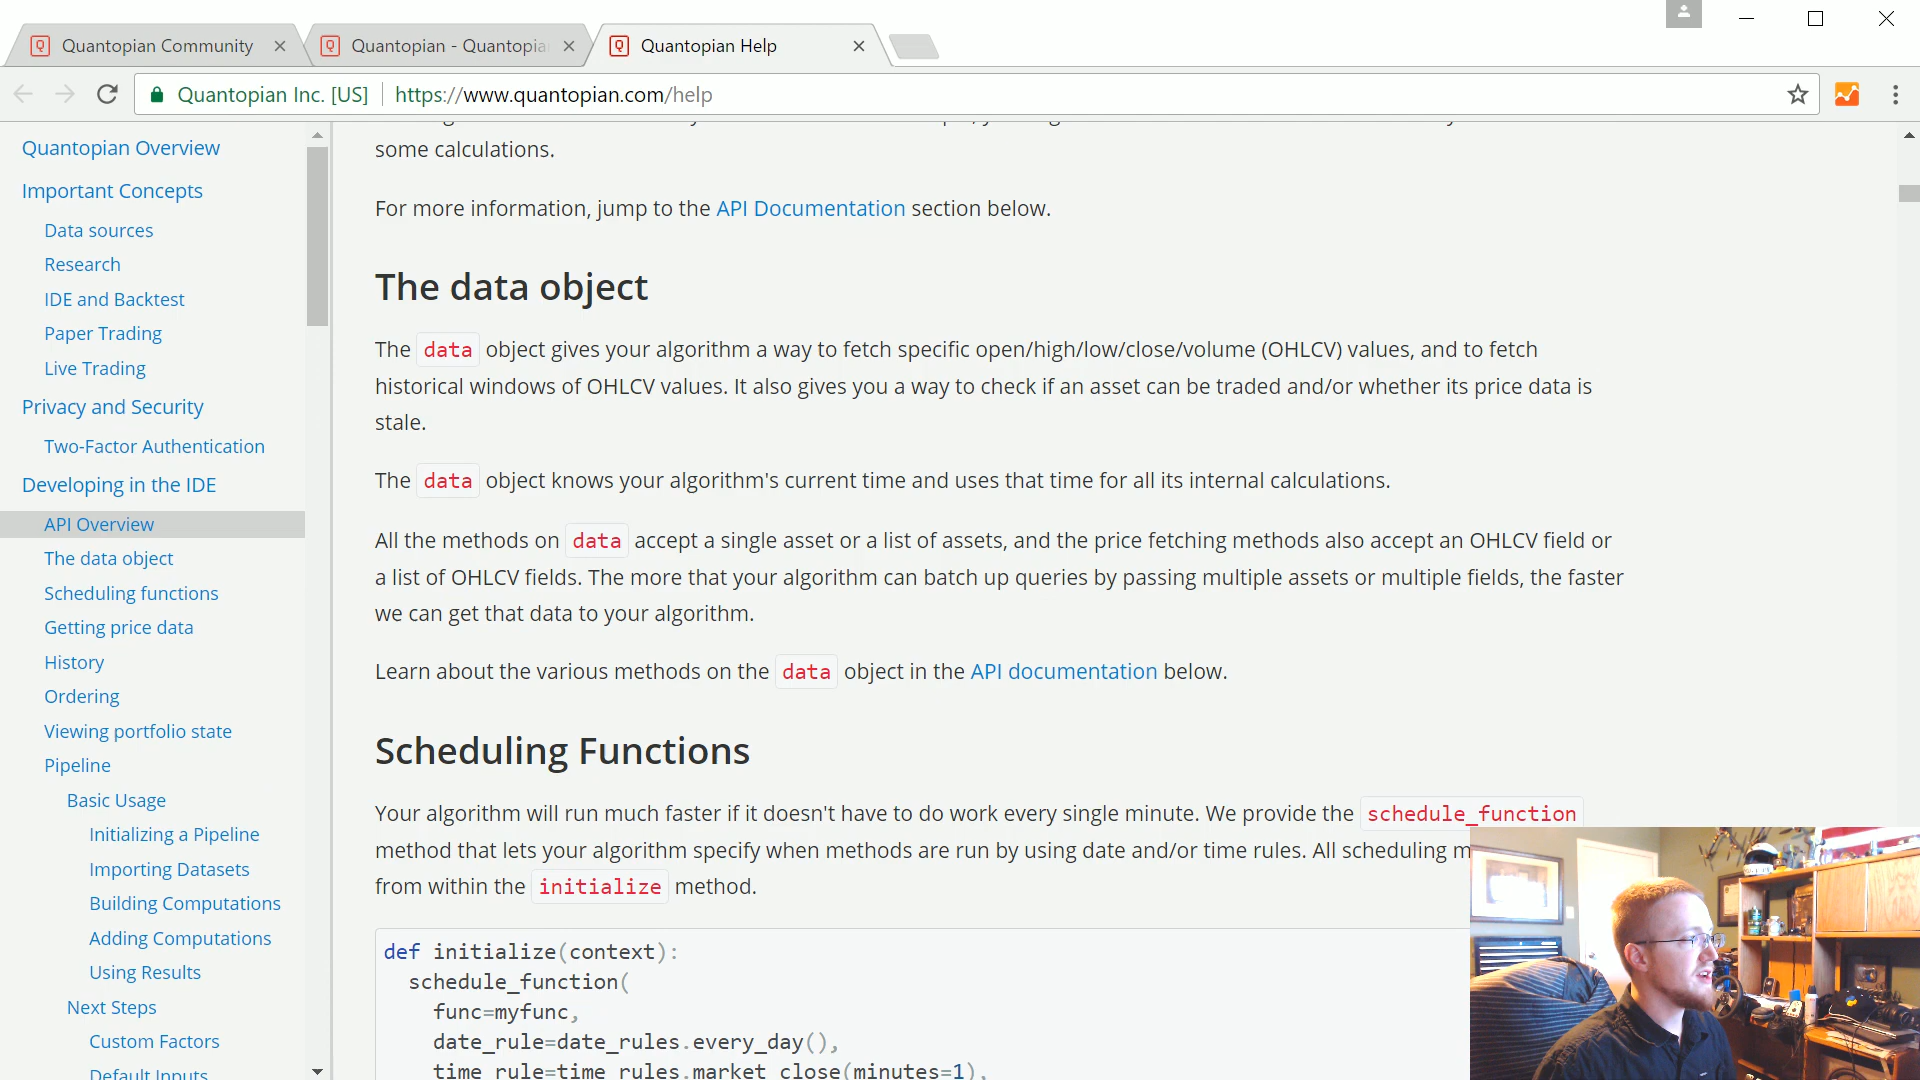 Quantopian Community
Quantopian - Quantopia
Quantopian Help
Quantopian Inc. [US]
https://www.quantopian.com/help
Quantopian Overview
Important Concepts
Data sources
Research
IDE and Backtest
Paper Trading
Live Trading
Privacy and Security
Two-Factor Authentication
Developing in the IDE
API Overview
The data object
Scheduling functions
Getting price data
History
Ordering
Viewing portfolio state
Pipeline
Basic Usage
Initializing a Pipeline
Importing Datasets
Building Computations
Adding Computations
Using Results
Next Steps
Custom Factors
Default Inputs
some calculations.
For more information, jump to the API Documentation section below.
The data object
The data object gives your algorithm a way to fetch specific open/high/low/close/volume (OHLCV) values, and to fetch
historical windows of OHLCV values. It also gives you a way to check if an asset can be traded and/or whether its price data is
stale.
The data object knows your algorithm's current time and uses that time for all its internal calculations.
All the methods on data accept a single asset or a list of assets, and the price fetching methods also accept an OHLCV field or
a list of OHLCV fields. The more that your algorithm can batch up queries by passing multiple assets or multiple fields, the faster
we can get that data to your algorithm.
Learn about the various methods on the data object in the API documentation below.
Scheduling Functions
Your algorithm will run much faster if it doesn't have to do work every single minute. We provide the schedule_function
method that lets your algorithm specify when methods are run by using date and/or time rules. All scheduling m
from within the initialize method.
def initialize(context):
schedule_function(
func=myfunc,
date_rule=date_rules.every_day(),
time_rule=time_rules.market_close(minutes=1),